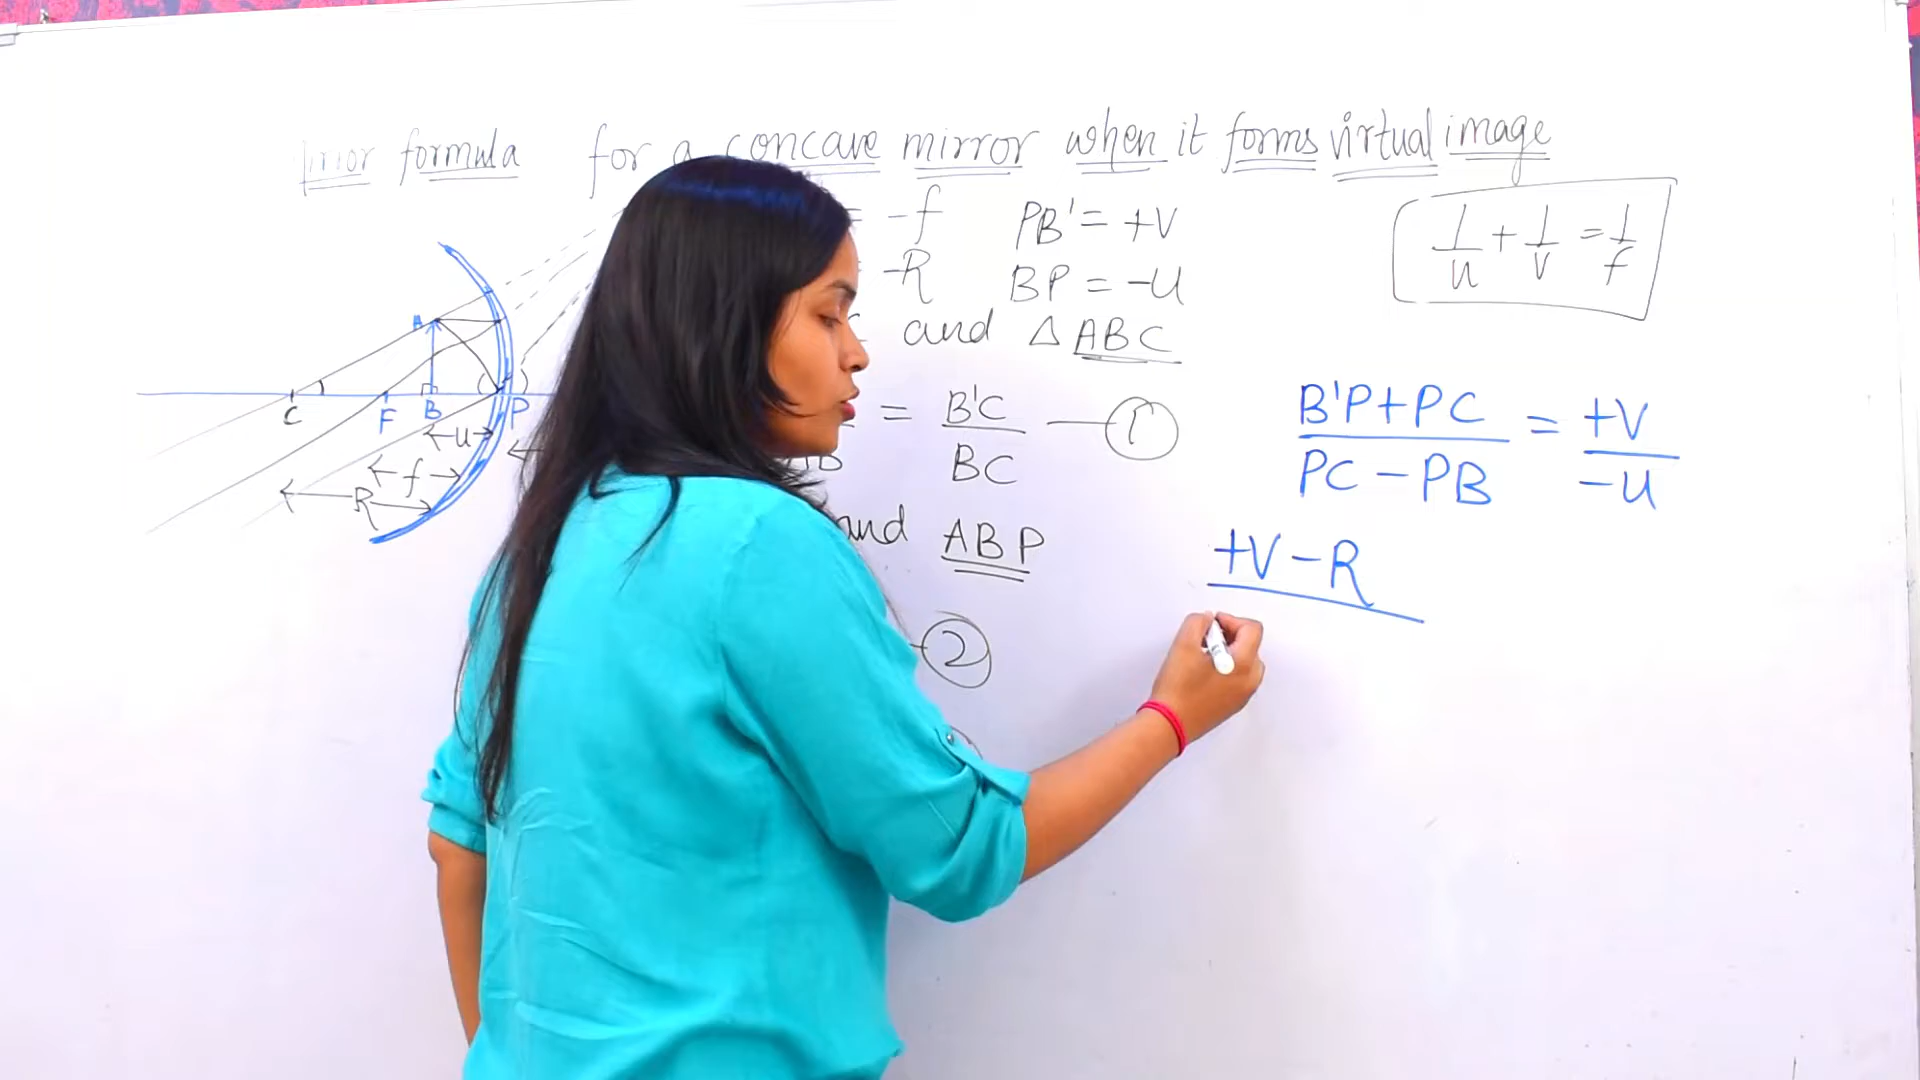 formula for a concave mirror when it forms virtual image
= -f PB' = +V
-R BP = -U
and △ABC
1/u + 1/v = 1/f
A
C F B P
u
f
R
= B'C/BC — 1
AB
and ABP
- 2
B'P+PC/PC-PB = +V/-U
+V-R